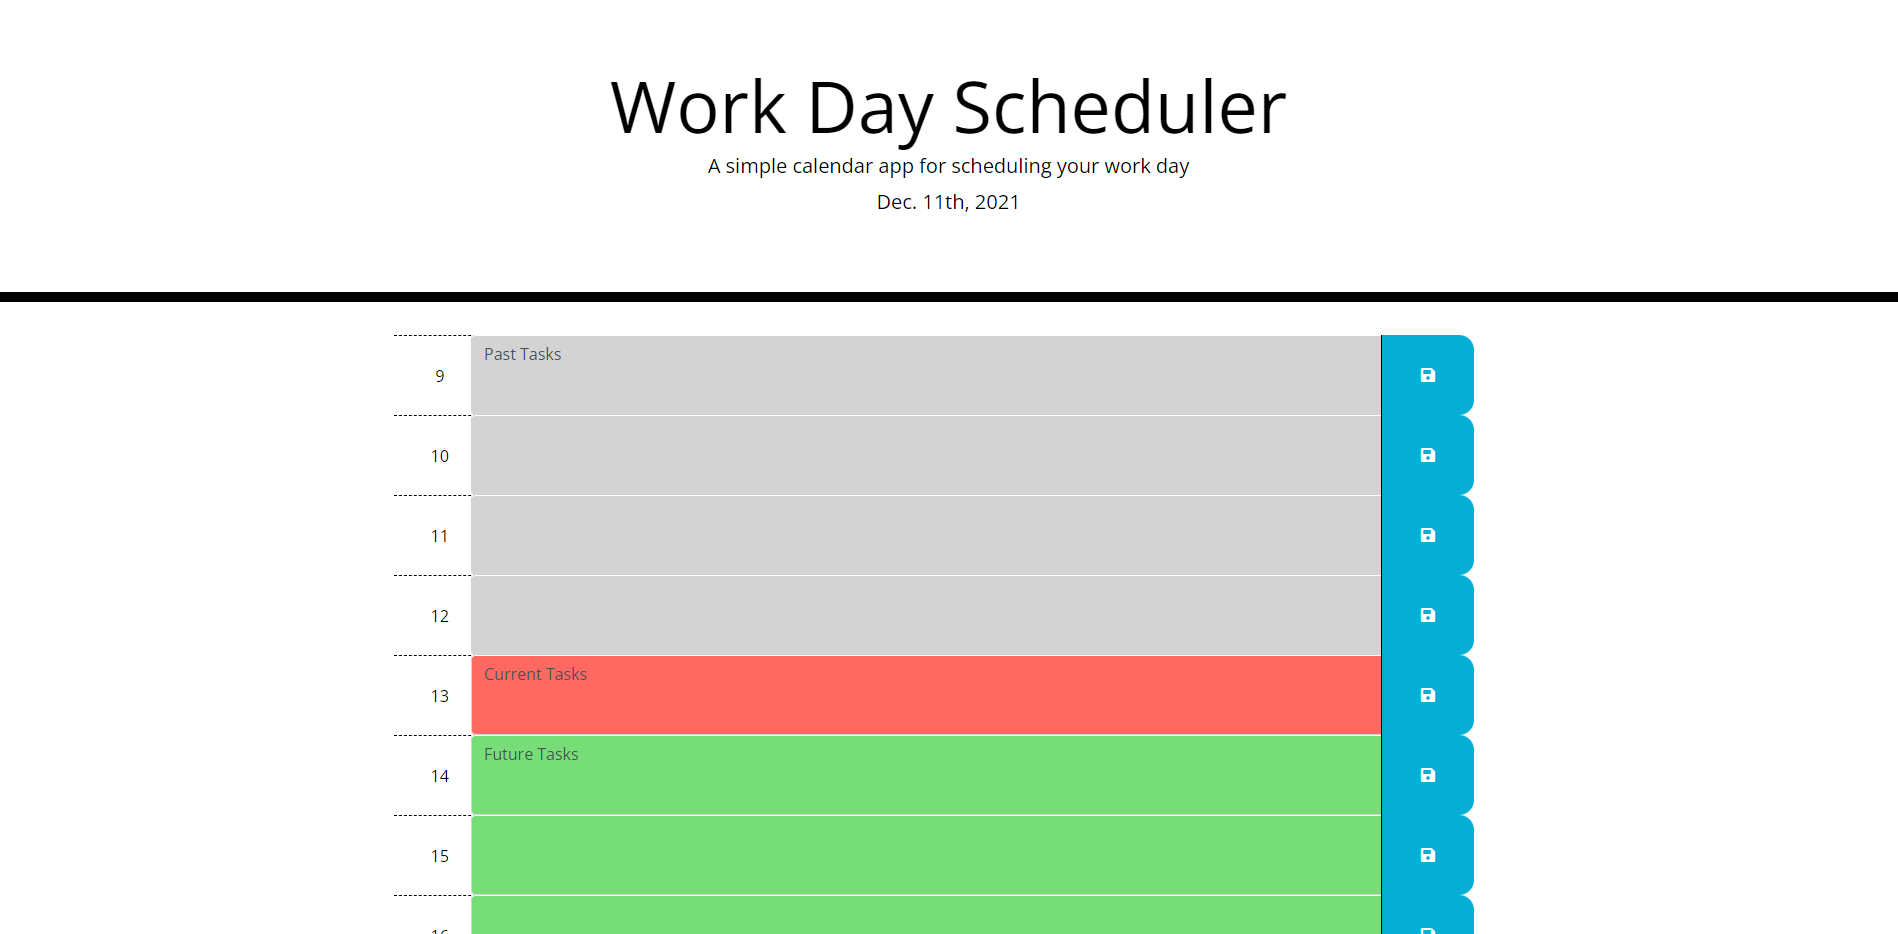 Work Day Scheduler
A simple calendar app for scheduling your work day
Dec. 11th, 2021
9 Past Tasks
10
11
12
13 Current Tasks
14 Future Tasks
15